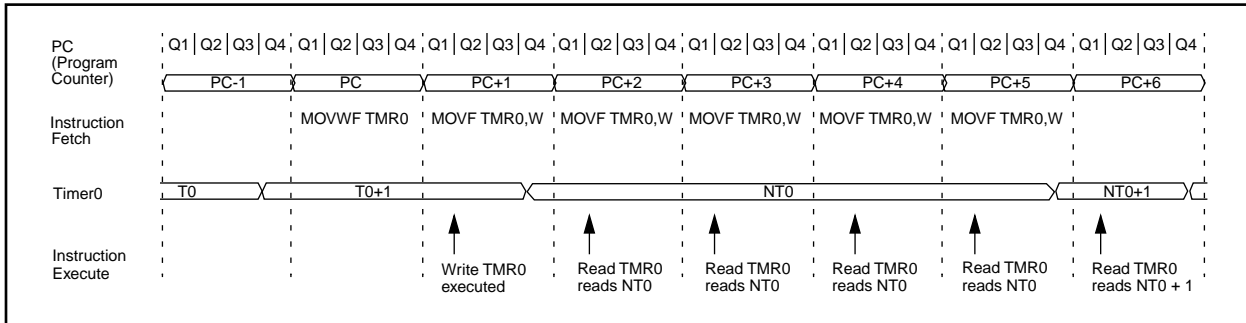 PC
(Program
Counter)
Q1 Q2 Q3 Q4 Q1 Q2 Q3 Q4 Q1 Q2 Q3 Q4 Q1 Q2 Q3 Q4 Q1 Q2 Q3 Q4 Q1 Q2 Q3 Q4 Q1 Q2 Q3 Q4 Q1 Q2 Q3 Q4
PC-1 PC PC+1 PC+2 PC+3 PC+4 PC+5 PC+6
Instruction
Fetch
MOVWF TMR0 MOVF TMR0,W MOVF TMR0,W MOVF TMR0,W MOVF TMR0,W MOVF TMR0,W
Timer0
T0 T0+1 NT0 NT0+1
Instruction
Execute
Write TMR0
executed
Read TMR0
reads NT0
Read TMR0
reads NT0
Read TMR0
reads NT0
Read TMR0
reads NT0
Read TMR0
reads NT0 + 1